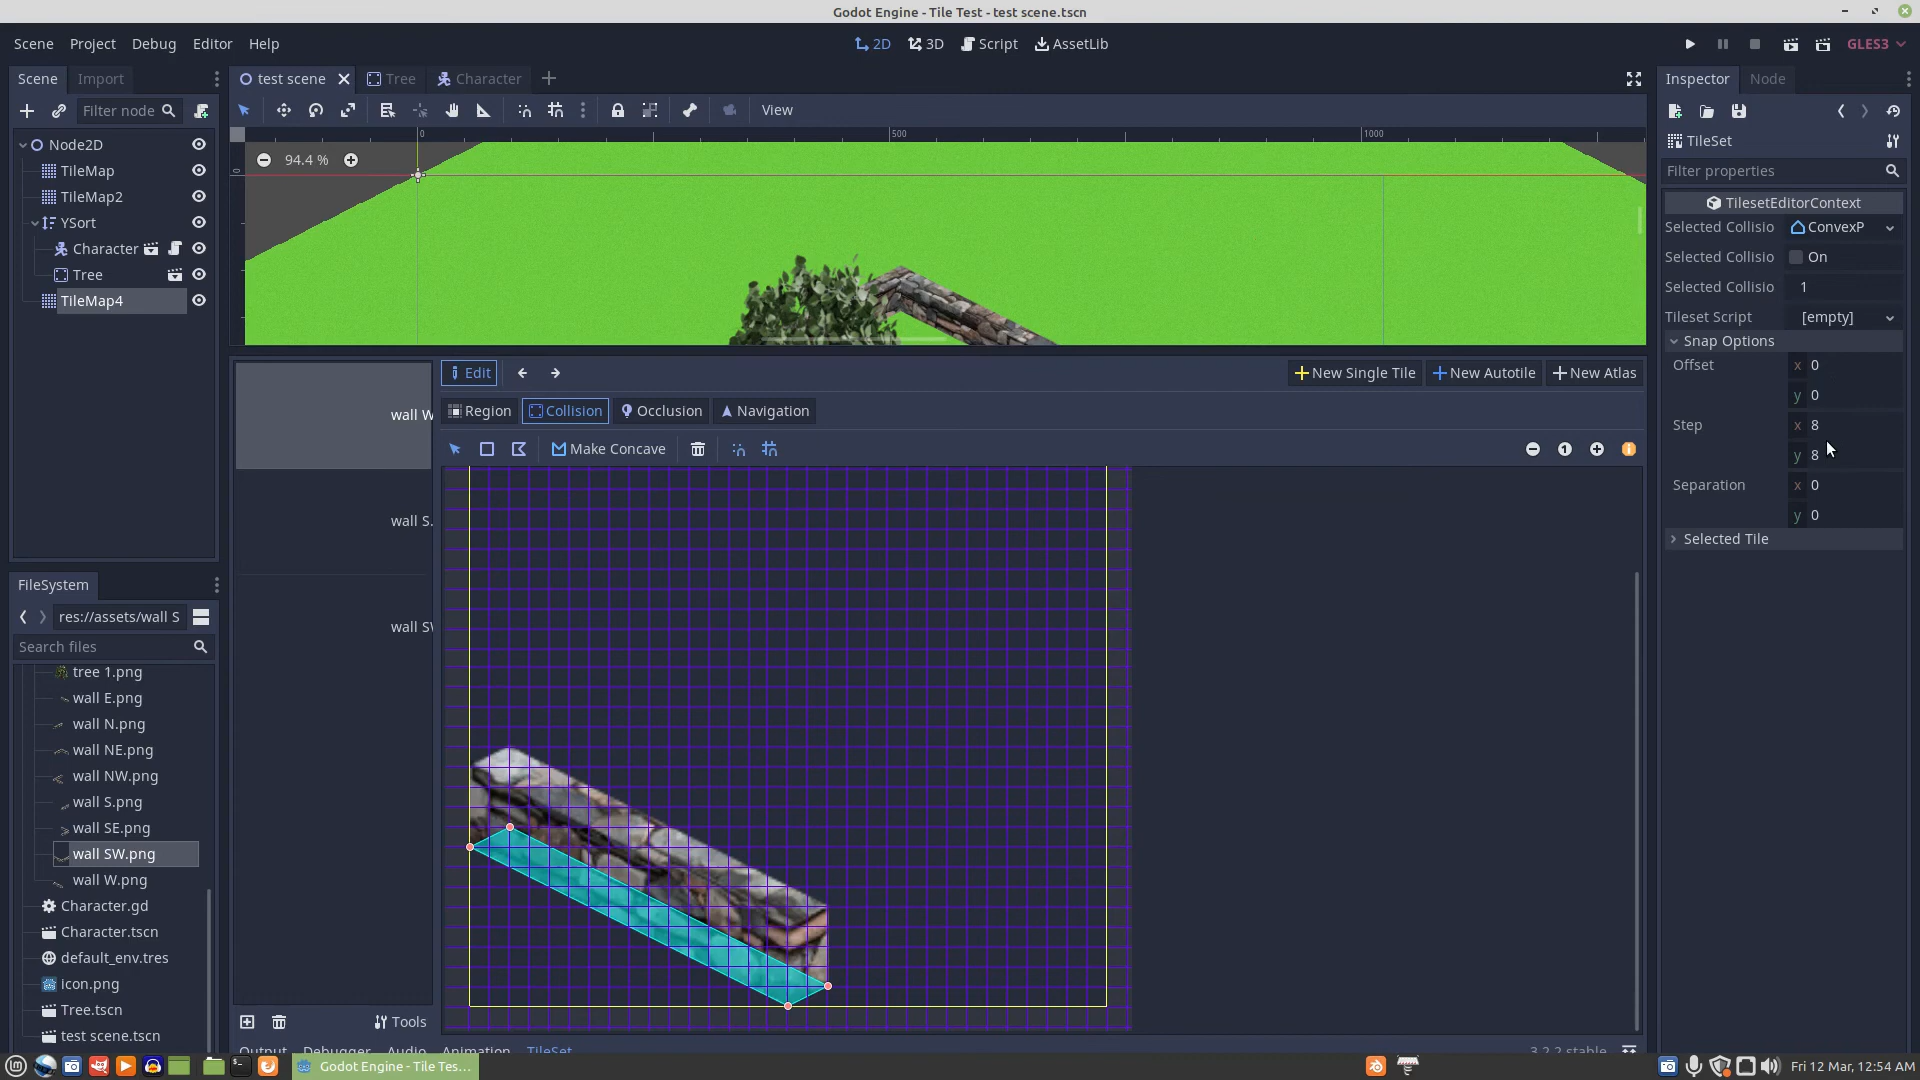 Godot Engine - Tile Test - test scene.tscn
Scene Project Debug Editor Help
2D 3D Script AssetLib
GLES3
Scene Import
test scene Tree Character
Inspector Node
Filter node
View
TileSet
Filter properties
0 500 1000
94.4 %
0
Node2D
TileMap
TileMap2
YSort
Character
Tree
TileMap4
TilesetEditorContext
Selected Collisio ConvexP
Selected Collisio On
Selected Collisio 1
Tileset Script [empty]
Snap Options
Offset x 0
y 0
Step x 8
y 8
Separation x 0
y 0
Selected Tile
Edit
New Single Tile New Autotile New Atlas
Region Collision Occlusion Navigation
Make Concave
1
wall W
wall S.
wall SW
Tools
FileSystem
res://assets/wall S
Search files
tree 1.png
wall E.png
wall N.png
wall NE.png
wall NW.png
wall S.png
wall SE.png
wall SW.png
wall W.png
Character.gd
Character.tscn
default_env.tres
icon.png
Tree.tscn
test scene.tscn
Output Debugger Audio Animation TileSet
3.2.2.stable
Godot Engine - Tile Tes...
Fri 12 Mar, 12:54 AM